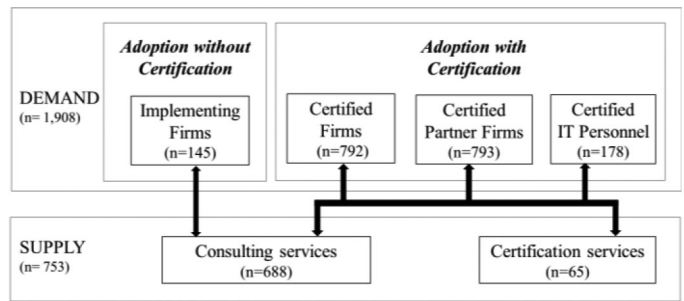 Adoption without
Certification
Adoption with
Certification
DEMAND
(n= 1,908)
Implementing
Firms
(n=145)
Certified
Firms
(n=792)
Certified
Partner Firms
(n=793)
Certified
IT Personnel
(n=178)
SUPPLY
(n= 753)
Consulting services
(n=688)
Certification services
(n=65)